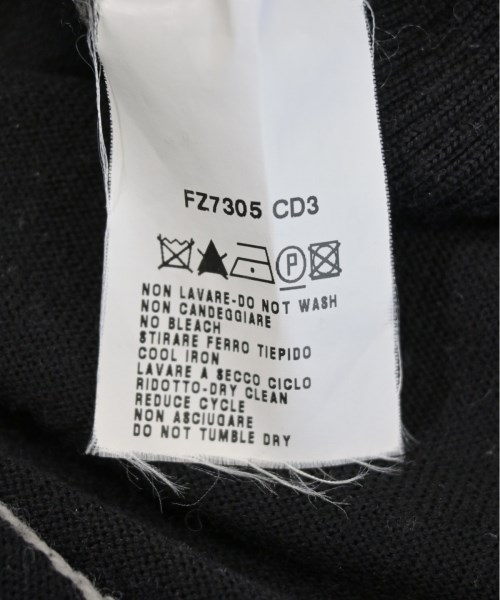 FZ7305 CD3
P
NON LAVARE-DO NOT WASH
NON CANDEGGIARE
NO BLEACH
STIRARE FERRO TIEPIDO
COOL IRON
LAVARE A SECCO CICLO
RIDOTTO-DRY CLEAN
REDUCE CYCLE
NON ASCIUGARE
DO NOT TUMBLE DRY